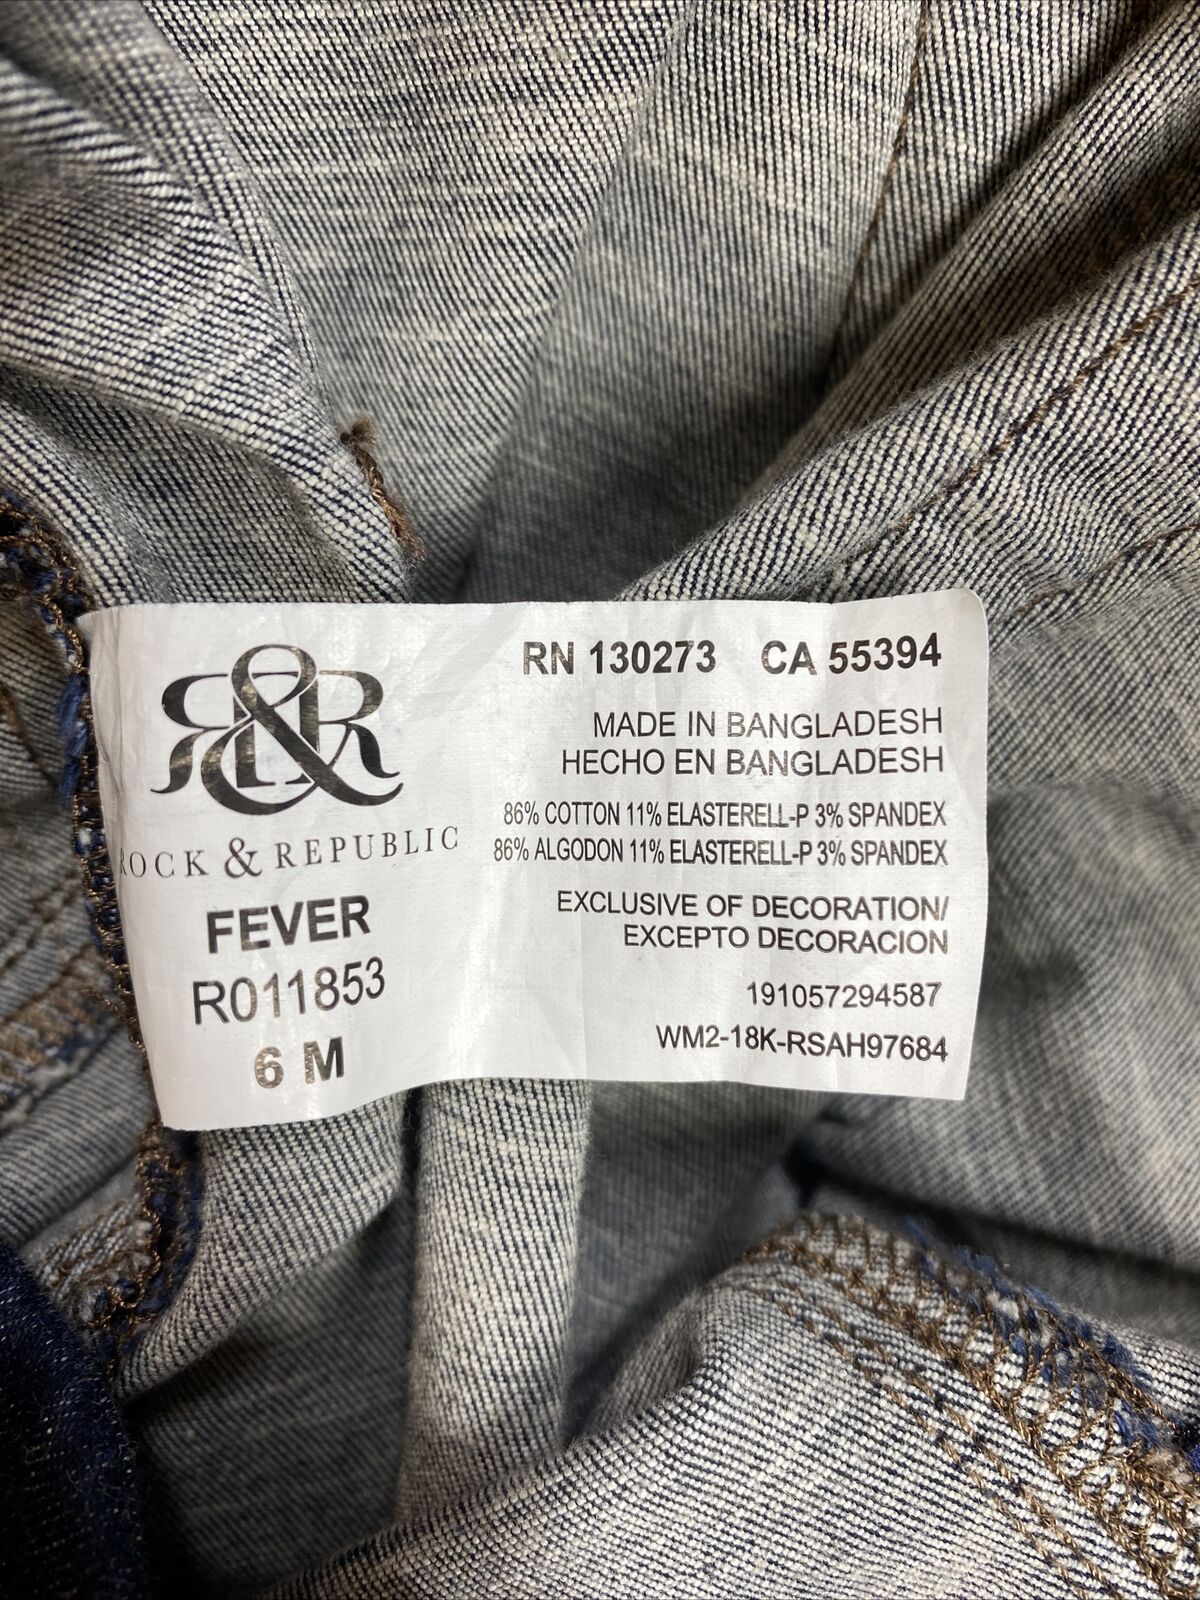 R&R
ROCK & REPUBLIC
FEVER
R011853
6 M
RN 130273 CA 55394
MADE IN BANGLADESH
HECHO EN BANGLADESH
86% COTTON 11% ELASTERELL-P 3% SPANDEX
86% ALGODON 11% ELASTERELL-P 3% SPANDEX
EXCLUSIVE OF DECORATION/
EXCEPTO DECORACION
191057294587
WM2-18K-RSAH97684